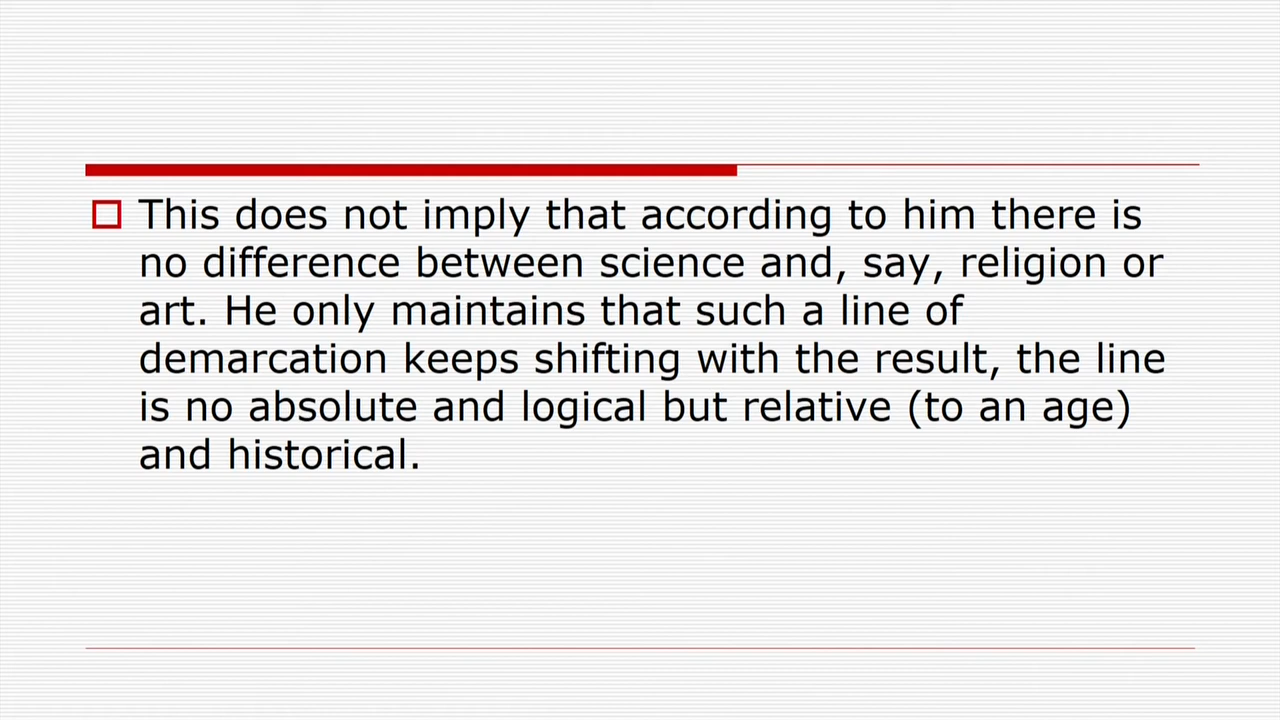 This does not imply that according to him there is
no difference between science and, say, religion or
art. He only maintains that such a line of
demarcation keeps shifting with the result, the line
is no absolute and logical but relative (to an age)
and historical.